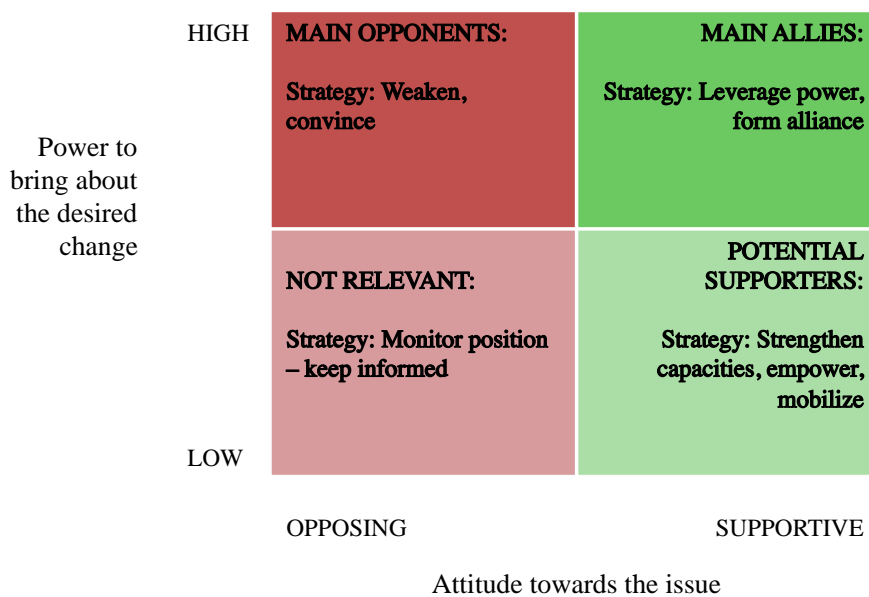 HIGH
MAIN OPPONENTS:
Strategy: Weaken,
convince
MAIN ALLIES:
Strategy: Leverage power,
form alliance
Power to
bring about
the desired
change
NOT RELEVANT:
Strategy: Monitor position
– keep informed
POTENTIAL
SUPPORTERS:
Strategy: Strengthen
capacities, empower,
mobilize
LOW
OPPOSING
SUPPORTIVE
Attitude towards the issue